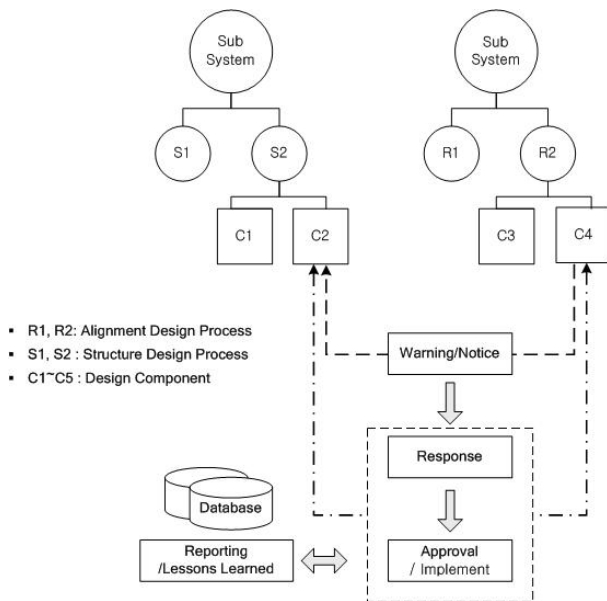 Sub
System
Sub
System
S1
S2
R1
R2
C1
C2
C3
C4
▪ R1, R2: Alignment Design Process
▪ S1, S2 : Structure Design Process
▪ C1~C5 : Design Component
Warning/Notice
Response
Database
Reporting
/Lessons Learned
Approval
/ Implement